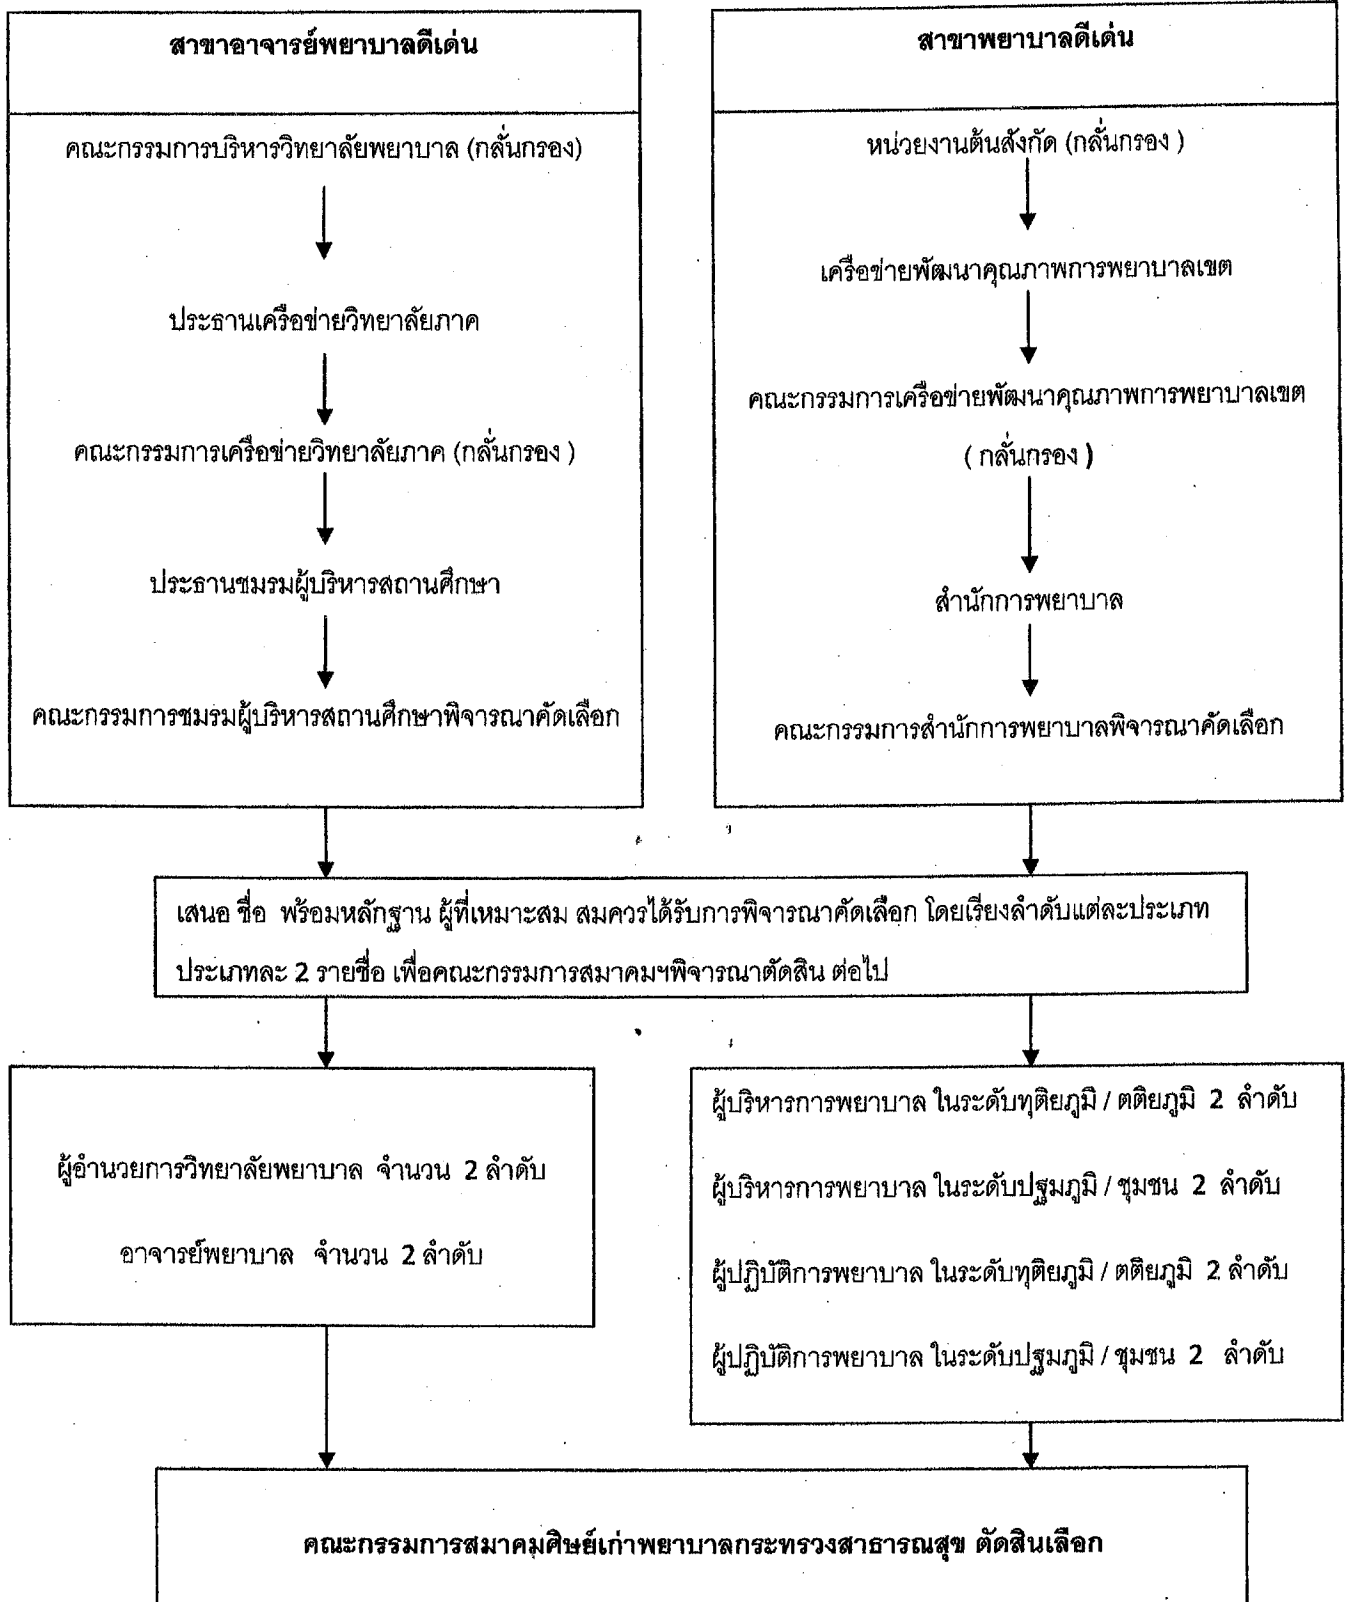 สาขาอาจารย์พยาบาลดีเด่น
คณะกรรมการบริหารวิทยาลัยพยาบาล (กลั่นกรอง)
ประธานเครือข่ายวิทยาลัยภาค
คณะกรรมการเครือข่ายวิทยาลัยภาค (กลั่นกรอง )
ประธานชมรมผู้บริหารสถานศึกษา
คณะกรรมการชมรมผู้บริหารสถานศึกษาพิจารณาคัดเลือก
สาขาพยาบาลดีเด่น
หน่วยงานต้นสังกัด (กลั่นกรอง )
เครือข่ายพัฒนาคุณภาพการพยาบาลเขต
คณะกรรมการเครือข่ายพัฒนาคุณภาพการพยาบาลเขต
( กลั่นกรอง )
สำนักการพยาบาล
คณะกรรมการสำนักการพยาบาลพิจารณาคัดเลือก
เสนอ ชื่อ พร้อมหลักฐาน ผู้ที่เหมาะสม สมควรได้รับการพิจารณาคัดเลือก โดยเรียงลำดับแต่ละประเภท
ประเภทละ 2 รายชื่อ เพื่อคณะกรรมการสมาคมฯพิจารณาตัดสิน ต่อไป
ผู้อำนวยการวิทยาลัยพยาบาล จำนวน 2 ลำดับ
อาจารย์พยาบาล จำนวน 2 ลำดับ
ผู้บริหารการพยาบาล ในระดับทุติยภูมิ / ตติยภูมิ 2 ลำดับ
ผู้บริหารการพยาบาล ในระดับปฐมภูมิ / ชุมชน 2 ลำดับ
ผู้ปฏิบัติการพยาบาล ในระดับทุติยภูมิ / ตติยภูมิ 2 ลำดับ
ผู้ปฏิบัติการพยาบาล ในระดับปฐมภูมิ / ชุมชน 2 ลำดับ
คณะกรรมการสมาคมศิษย์เก่าพยาบาลกระทรวงสาธารณสุข ตัดสินเลือก